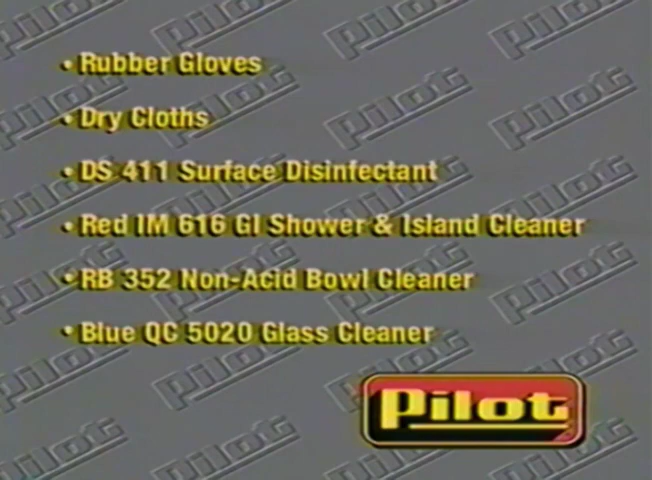 • Rubber Gloves
• Dry Cloths
• DS 411 Surface Disinfectant
• Red IM 616 GI Shower & Island Cleaner
• RB 352 Non-Acid Bowl Cleaner
• Blue QC 5020 Glass Cleaner
Pilot